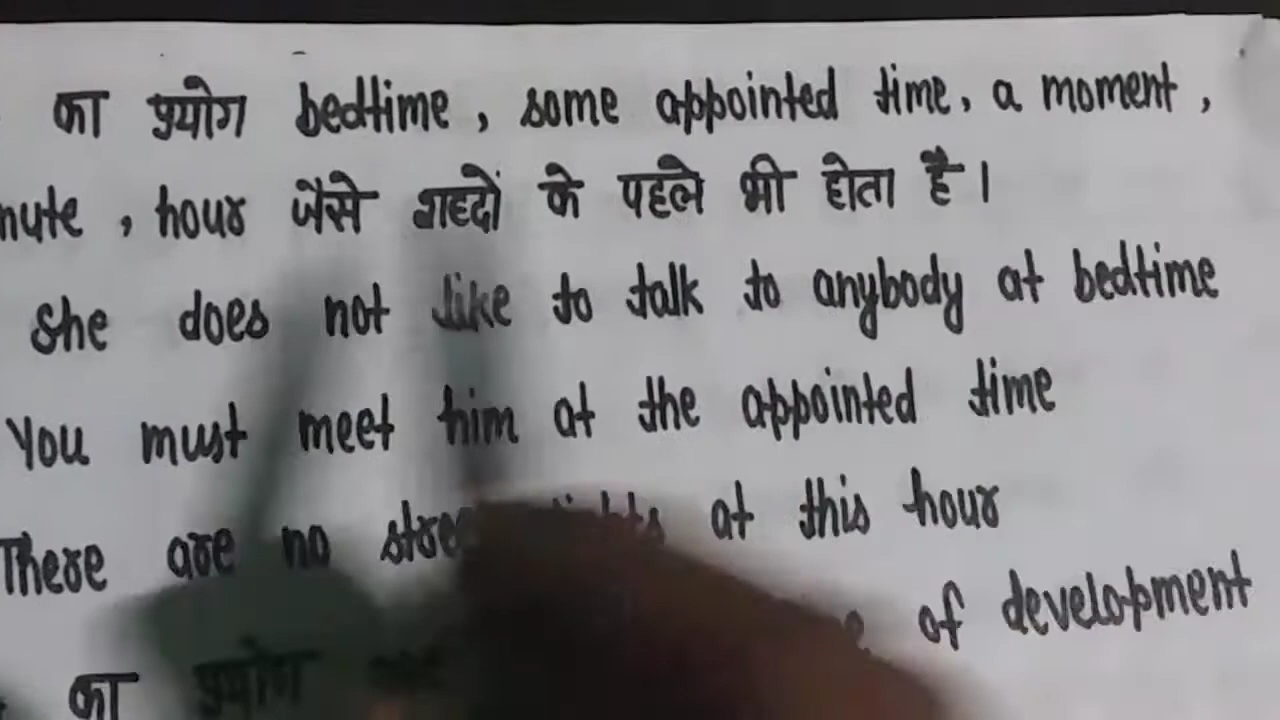 का प्रयोग bedtime, some appointed time, a moment,
hour जैसे शब्दों के पहले भी होता है।
She does not like to talk to anybody at bedtime
You must meet him at the appointed time
There are no at this hour
of development
का प्रयोग